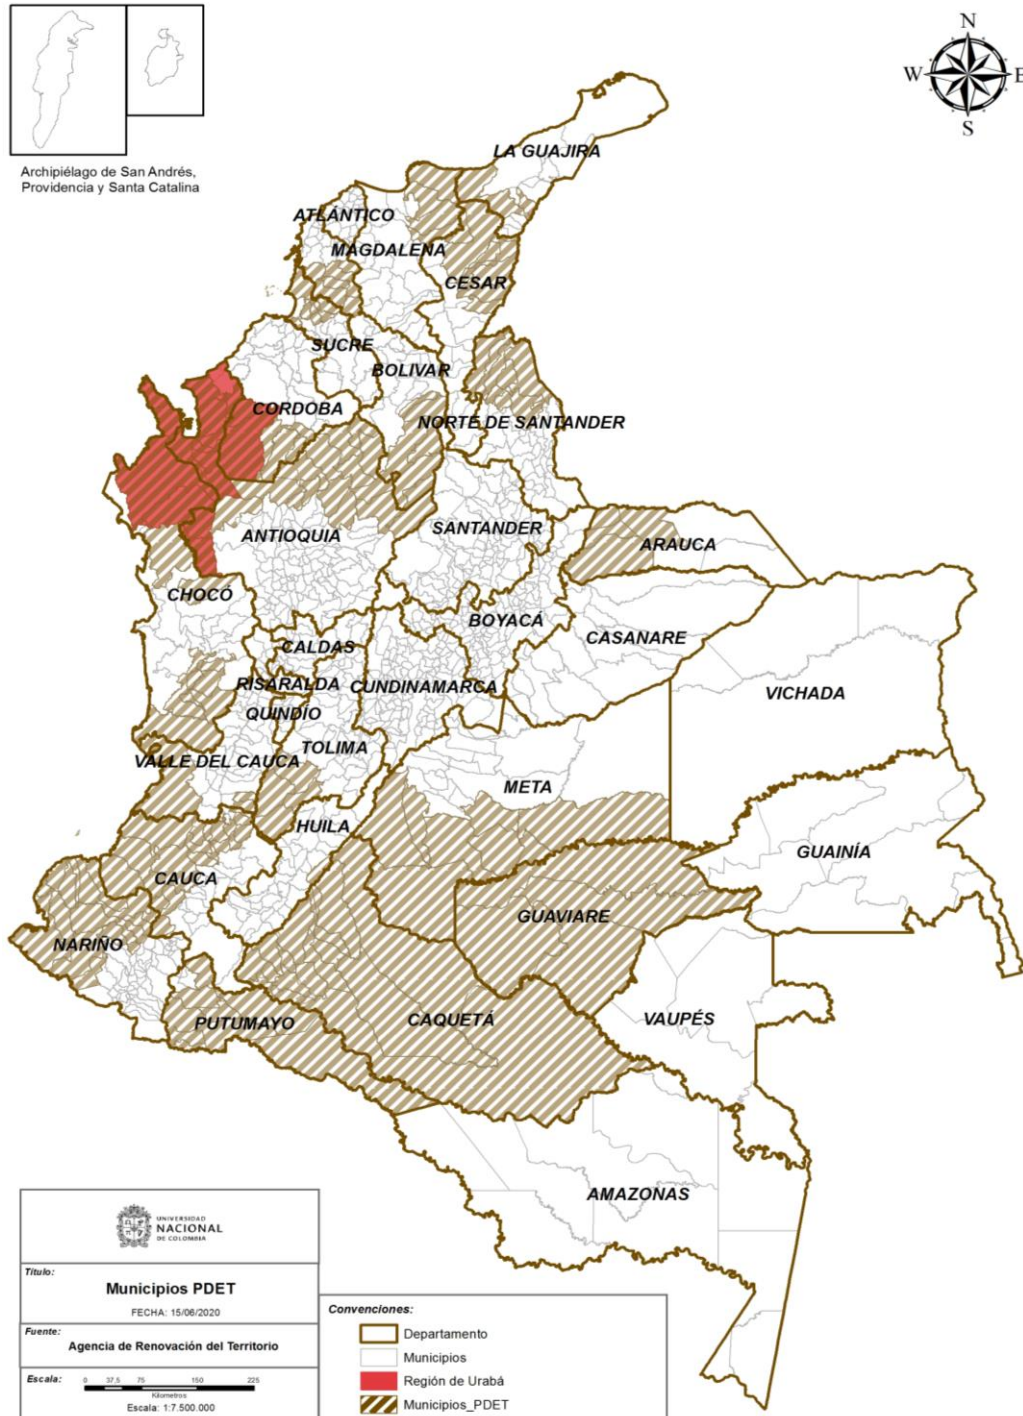 N
W E
S
Archipiélago de San Andrés,
Providencia y Santa Catalina
LA GUAJIRA
ATLÁNTICO
MAGDALENA
CESAR
SUCRE
BOLIVAR
CORDOBA
NORTE DE SANTANDER
ANTIOQUIA
SANTANDER
ARAUCA
CHOCÓ
BOYACÁ
CASANARE
CALDAS
RISARALDA
CUNDINAMARCA
VICHADA
QUINDÍO
TOLIMA
VALLE DEL CAUCA
META
HUILA
GUAINÍA
CAUCA
GUAVIARE
NARIÑO
PUTUMAYO
CAQUETÁ
VAUPÉS
AMAZONAS
UNIVERSIDAD
NACIONAL
DE COLOMBIA
Título:
Municipios PDET
FECHA: 15/06/2020
Fuente:
Agencia de Renovación del Territorio
Escala:
0 37,5 75 150 225
Kilometros
Escala: 1:7.500.000
Convenciones:
Departamento
Municipios
Región de Urabá
Municipios_PDET